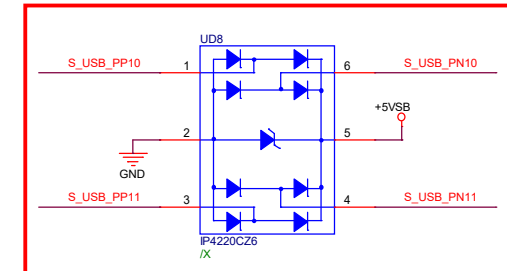 UD8
S_USB_PP10 1 6 S_USB_PN10
+5VSB
2 5
GND
S_USB_PP11 3 4 S_USB_PN11
IP4220CZ6
/X